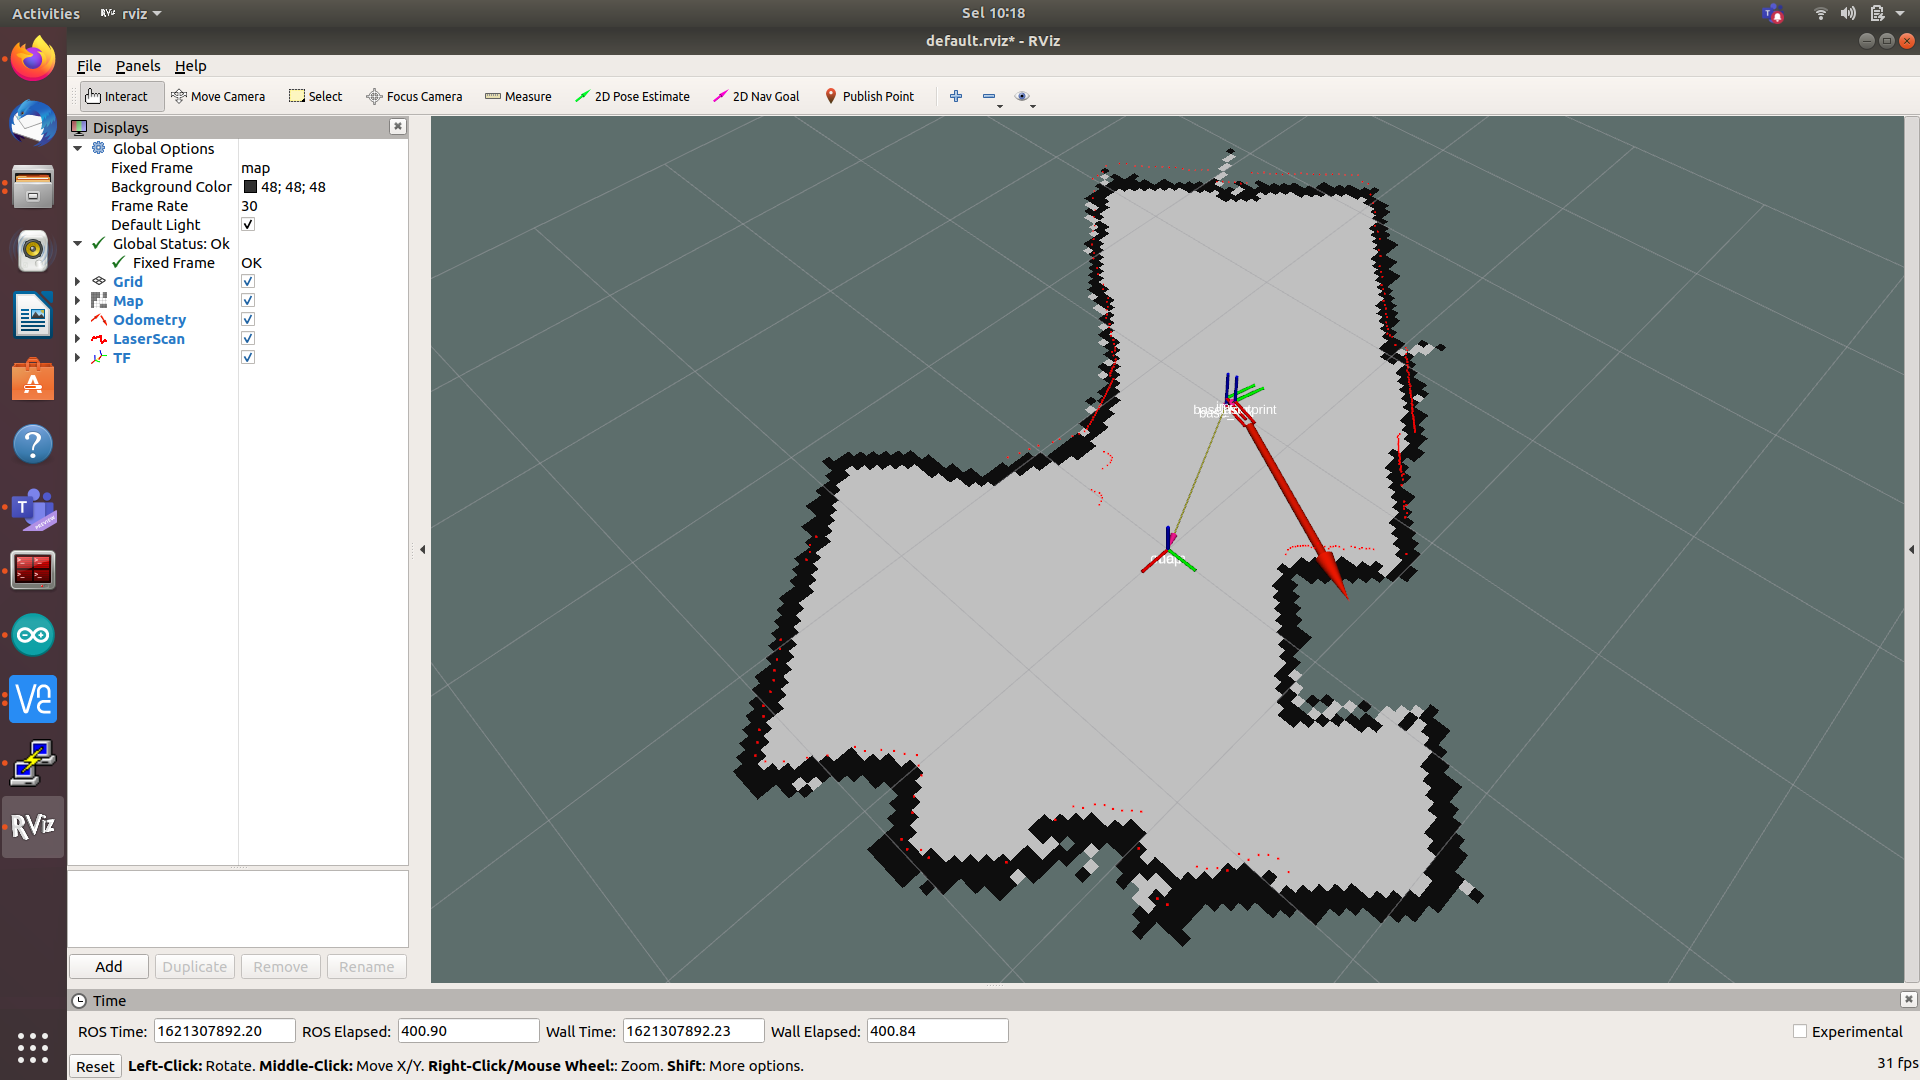 Activities
rviz
Sel 10:18
default.rviz* - RViz
File Panels Help
Interact Move Camera Select Focus Camera Measure 2D Pose Estimate 2D Nav Goal Publish Point
Displays
Global Options
Fixed Frame map
Background Color 48; 48; 48
Frame Rate 30
Default Light
Global Status: Ok
Fixed Frame OK
Grid
Map
Odometry
LaserScan
TF
RViz
Add Duplicate Remove Rename
Time
ROS Time: 1621307892.20 ROS Elapsed: 400.90 Wall Time: 1621307892.23 Wall Elapsed: 400.84 Experimental
Reset Left-Click: Rotate. Middle-Click: Move X/Y. Right-Click/Mouse Wheel:: Zoom. Shift: More options. 31 fps